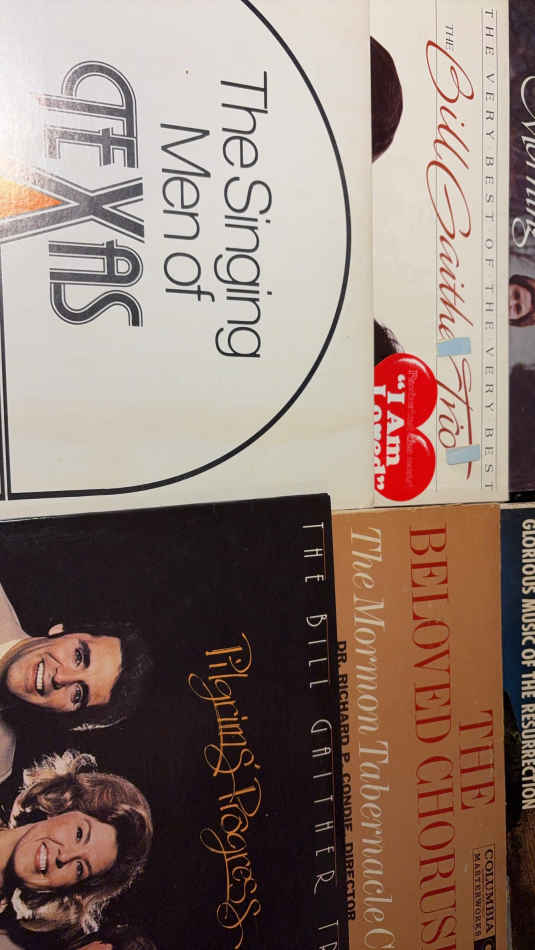 The Singing
Men of
TEXAS
THE VERY BEST OF THE VERY BEST
THE
Bill Gaither Trio
"I Am
Loved"
THE BILL GAITHER TR
Pilgrim's Progress
THE
BELOVED CHORUS
The Mormon Tabernacle C
DR. RICHARD P. CONDIE, DIRECTOR
COLUMBIA
MASTERWORKS
GLORIOUS MUSIC OF THE RESURRECTION